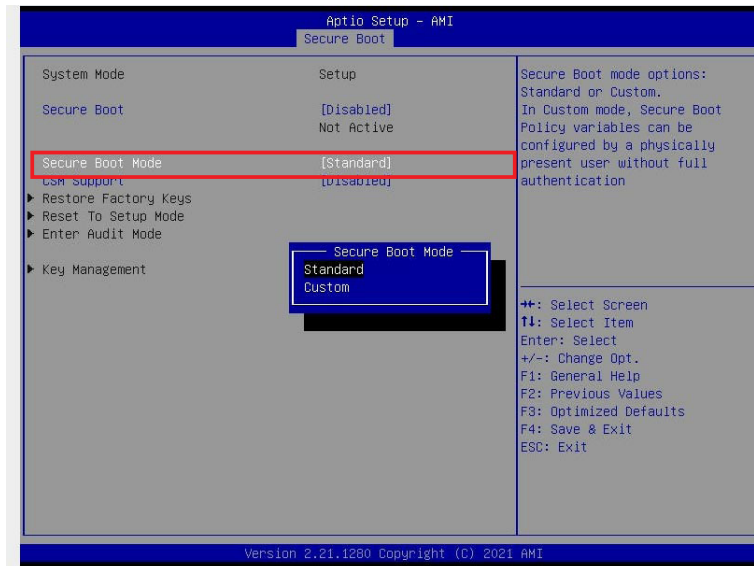 Aptio Setup - AMI
Secure Boot
System Mode Setup
Secure Boot [Disabled]
Not Active
Secure Boot Mode [Standard]
CSM Support [Disabled]
Restore Factory Keys
Reset To Setup Mode
Enter Audit Mode
Key Management
Secure Boot Mode
Standard
Custom
Secure Boot mode options:
Standard or Custom.
In Custom mode, Secure Boot
Policy variables can be
configured by a physically
present user without full
authentication
→←: Select Screen
↑↓: Select Item
Enter: Select
+/-: Change Opt.
F1: General Help
F2: Previous Values
F3: Optimized Defaults
F4: Save & Exit
ESC: Exit
Version 2.21.1280 Copyright (C) 2021 AMI